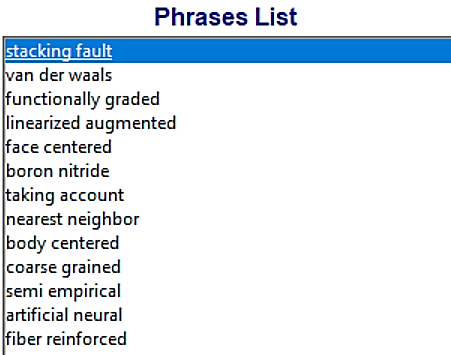 Phrases List
stacking fault
van der waals
functionally graded
linearized augmented
face centered
boron nitride
taking account
nearest neighbor
body centered
coarse grained
semi empirical
artificial neural
fiber reinforced